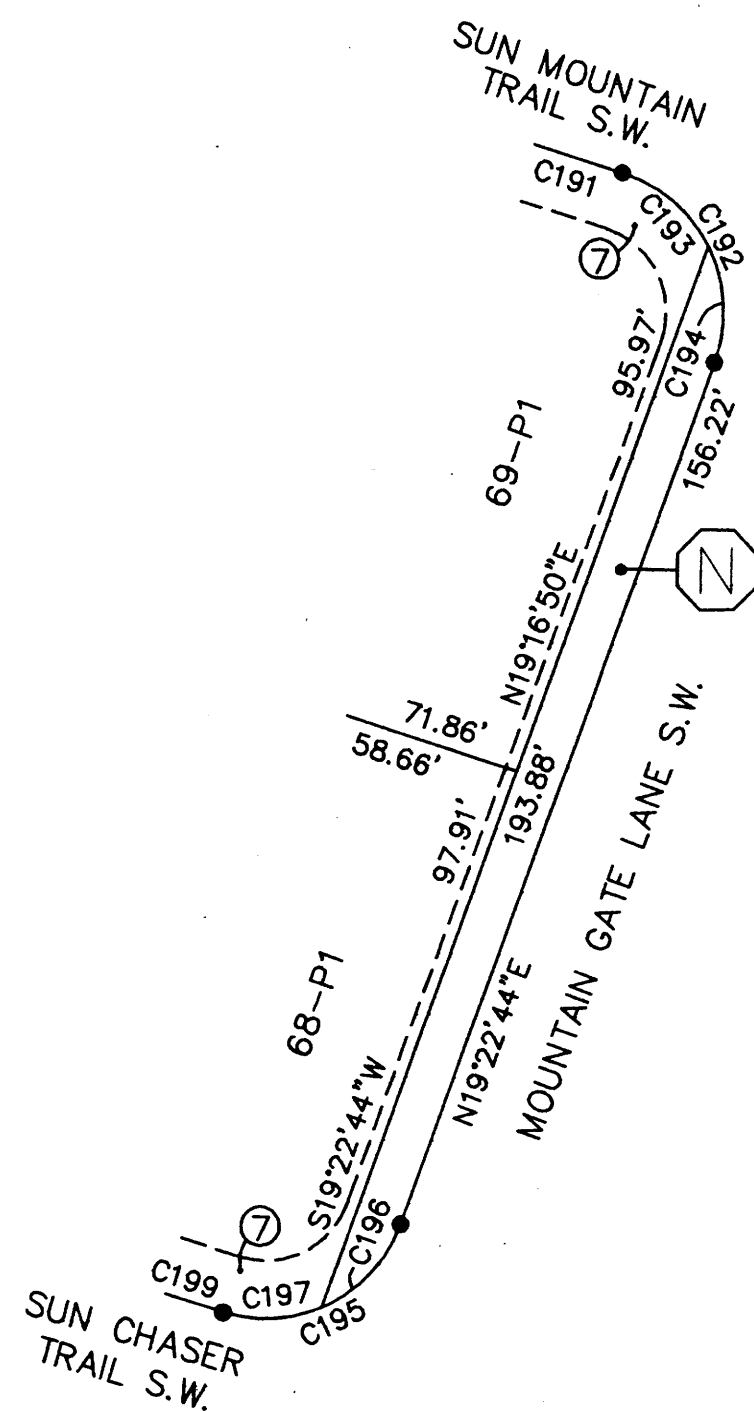 SUN MOUNTAIN
TRAIL S.W.
C191
C193
C192
7
C194
95.97'
156.22'
69-P1
N
N19°16'50"E
71.86'
58.66'
193.88'
97.91'
MOUNTAIN GATE LANE S.W.
68-P1
N19°22'44"E
S19°22'44"W
C196
7
C199
C197
C195
SUN CHASER
TRAIL S.W.